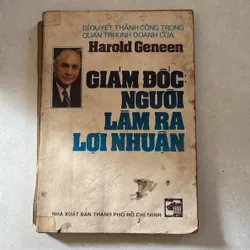 BÍ QUYẾT THÀNH CÔNG TRONG
QUẢN TRỊ KINH DOANH CỦA
Harold Geneen
GIÁM ĐỐC
NGƯỜI
LÀM RA
LỢI NHUẬN
NHÀ XUẤT BẢN THÀNH PHỐ HỒ CHÍ MINH